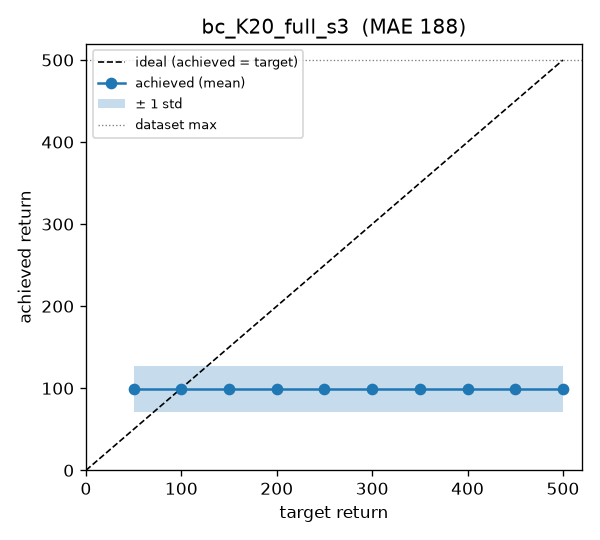 bc_K20_full_s3  (MAE 188)
ideal (achieved = target)
achieved (mean)
± 1 std
dataset max
500
400
300
200
100
0
achieved return
0 100 200 300 400 500
target return